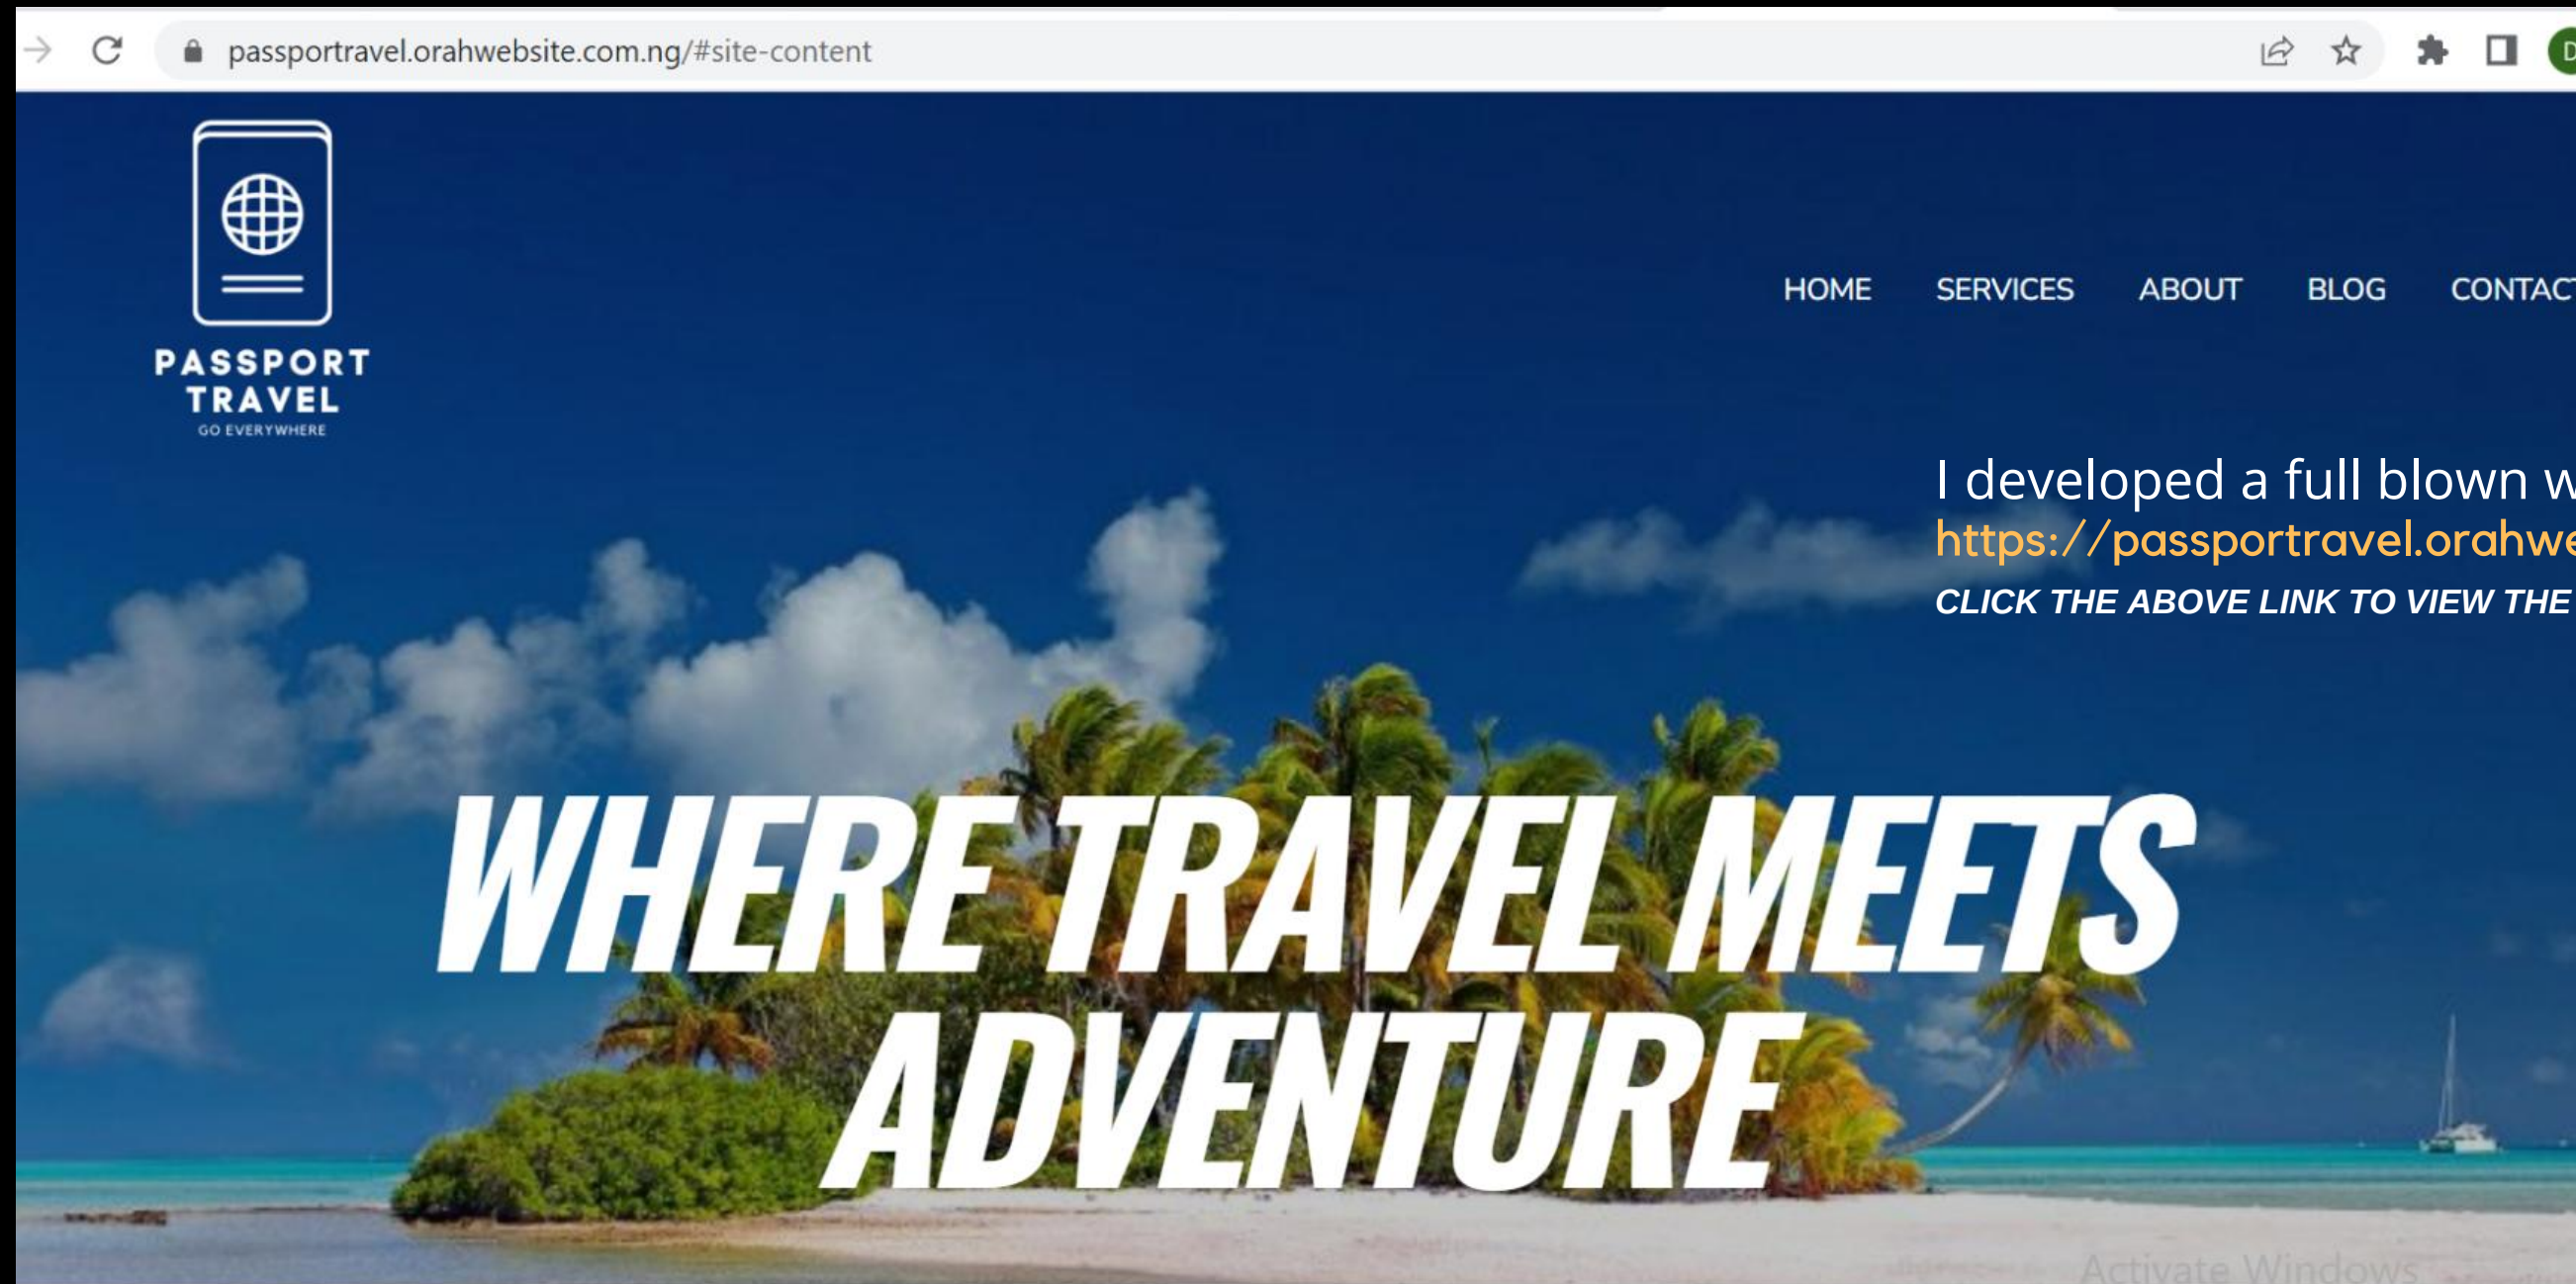 passportravel.orahwebsite.com.ng/#site-content
D
PASSPORT
TRAVEL
GO EVERYWHERE
HOME SERVICES ABOUT BLOG CONTACT
I developed a full blown w
https://passportravel.orahwe
CLICK THE ABOVE LINK TO VIEW THE
WHERE TRAVEL MEETS
ADVENTURE
Activate Windows